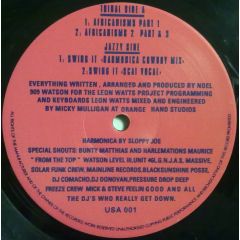 TRIBAL SIDE A
1. AFRICANISMS PART 1
2. AFRICANISMS 2 PART A & B
JAZZY SIDE
1. SWING IT -HARMONICA COWBOY MIX-
2. SWING IT -SCAT VOCAL-
EVERYTHING WRITTEN , ARRANGED AND PRODUCED BY NOEL
909 WATSON FOR THE LEON WATTS PROJECT PROGRAMMING
AND KEYBOARDS LEON WATTS MIXED AND ENGINEERED
BY MICKY MULLIGAN AT ORANGE HAND STUDIOS
HARMONICA BY SLOPPY JOE
SPECIAL SHOUTS: BUNTY MATTHIAS AND HARLEMATIONS MAURICE
"FROM THE TOP " WATSON LEVEL III,UNIT 4GL.G.N.J.A.S, MASSIVE,
SOLAR FUNK CREW, MAINLINE RECORDS,BLACKSUNSHINE POSSE,
DJ COMACHO,DJ DONOVAN,PRESSURE DROP DEEP
FREEZE CREW MICK & STEVE FEELIN GOOD AND ALL
THE DJ'S WHO REALLY GET DOWN.
USA 001